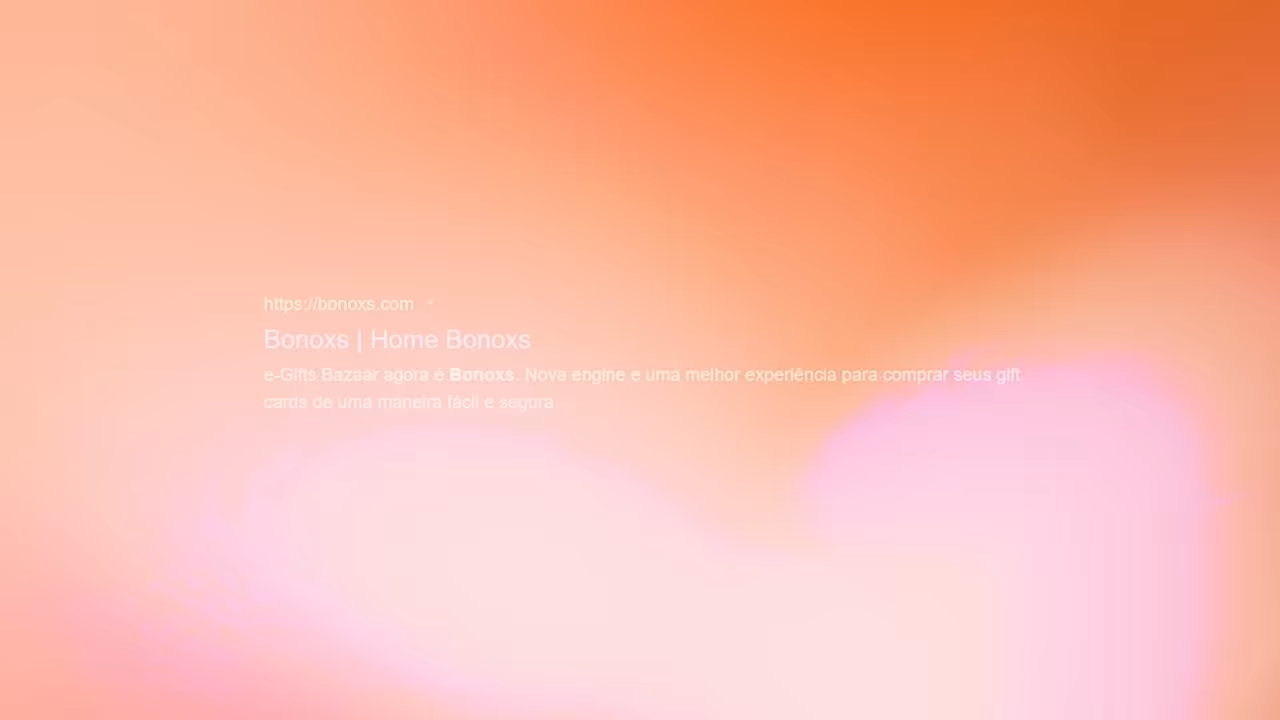 https://bonoxs.com
Bonoxs | Home Bonoxs
e-Gifts Bazaar agora é Bonoxs. Nova engine e uma melhor experiência para comprar seus gift
cards de uma maneira fácil e segura.